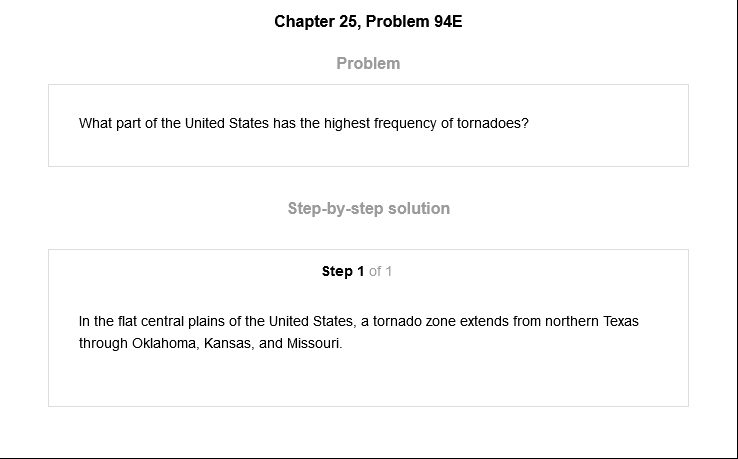 Chapter 25, Problem 94E
Problem
What part of the United States has the highest frequency of tornadoes?
Step-by-step solution
Step 1 of 1
In the flat central plains of the United States, a tornado zone extends from northern Texas
through Oklahoma, Kansas, and Missouri.